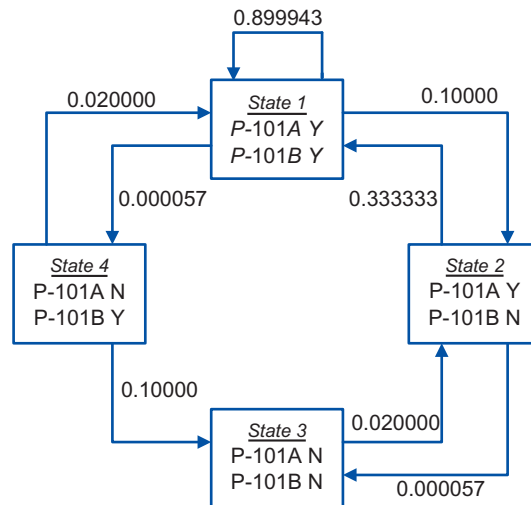 0.899943
State 1
P-101A Y
P-101B Y
0.020000
0.10000
0.000057
0.333333
State 4
P-101A N
P-101B Y
State 2
P-101A Y
P-101B N
0.10000
State 3
P-101A N
P-101B N
0.020000
0.000057